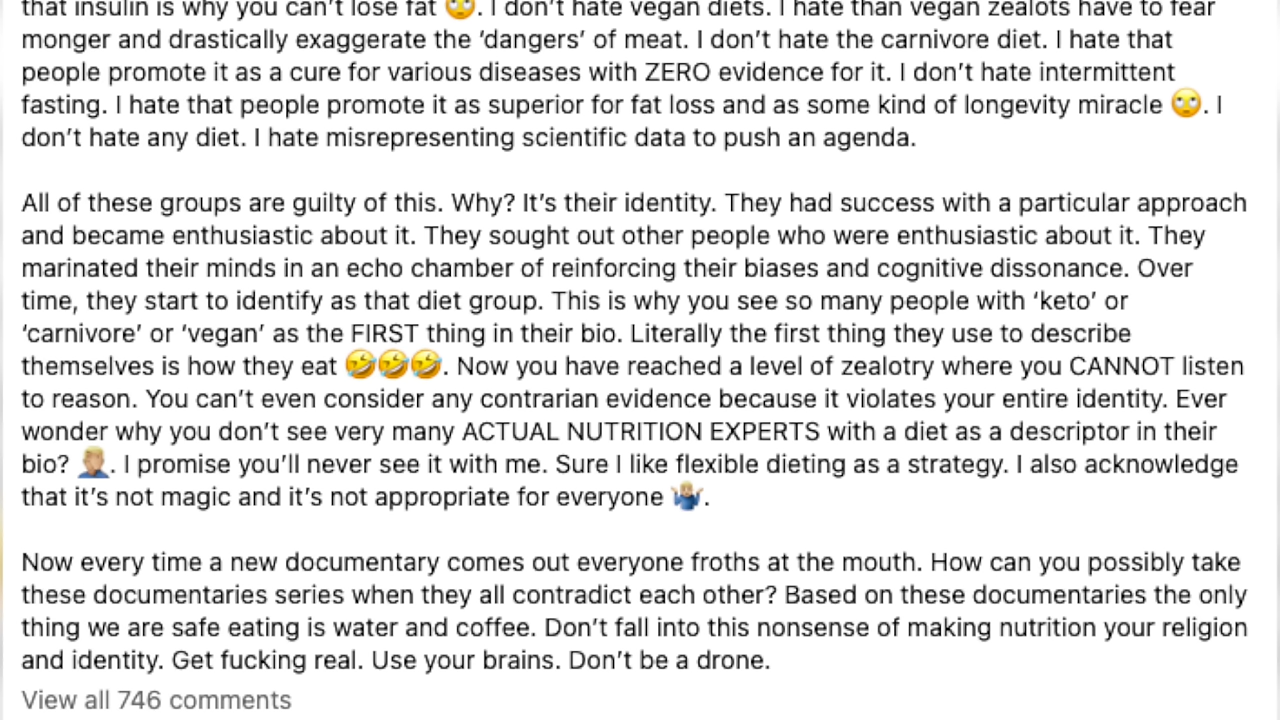 that insulin is why you can't lose fat 🙄. I don't hate vegan diets. I hate than vegan zealots have to fear
monger and drastically exaggerate the ‘dangers’ of meat. I don’t hate the carnivore diet. I hate that
people promote it as a cure for various diseases with ZERO evidence for it. I don’t hate intermittent
fasting. I hate that people promote it as superior for fat loss and as some kind of longevity miracle 🙄. I
don’t hate any diet. I hate misrepresenting scientific data to push an agenda.
All of these groups are guilty of this. Why? It’s their identity. They had success with a particular approach
and became enthusiastic about it. They sought out other people who were enthusiastic about it. They
marinated their minds in an echo chamber of reinforcing their biases and cognitive dissonance. Over
time, they start to identify as that diet group. This is why you see so many people with ‘keto’ or
‘carnivore’ or ‘vegan’ as the FIRST thing in their bio. Literally the first thing they use to describe
themselves is how they eat 🤣🤣🤣. Now you have reached a level of zealotry where you CANNOT listen
to reason. You can’t even consider any contrarian evidence because it violates your entire identity. Ever
wonder why you don’t see very many ACTUAL NUTRITION EXPERTS with a diet as a descriptor in their
bio? 🤦🏼‍♂️. I promise you’ll never see it with me. Sure I like flexible dieting as a strategy. I also acknowledge
that it’s not magic and it’s not appropriate for everyone 🤷🏼‍♂️.
Now every time a new documentary comes out everyone froths at the mouth. How can you possibly take
these documentaries series when they all contradict each other? Based on these documentaries the only
thing we are safe eating is water and coffee. Don’t fall into this nonsense of making nutrition your religion
and identity. Get fucking real. Use your brains. Don’t be a drone.
View all 746 comments